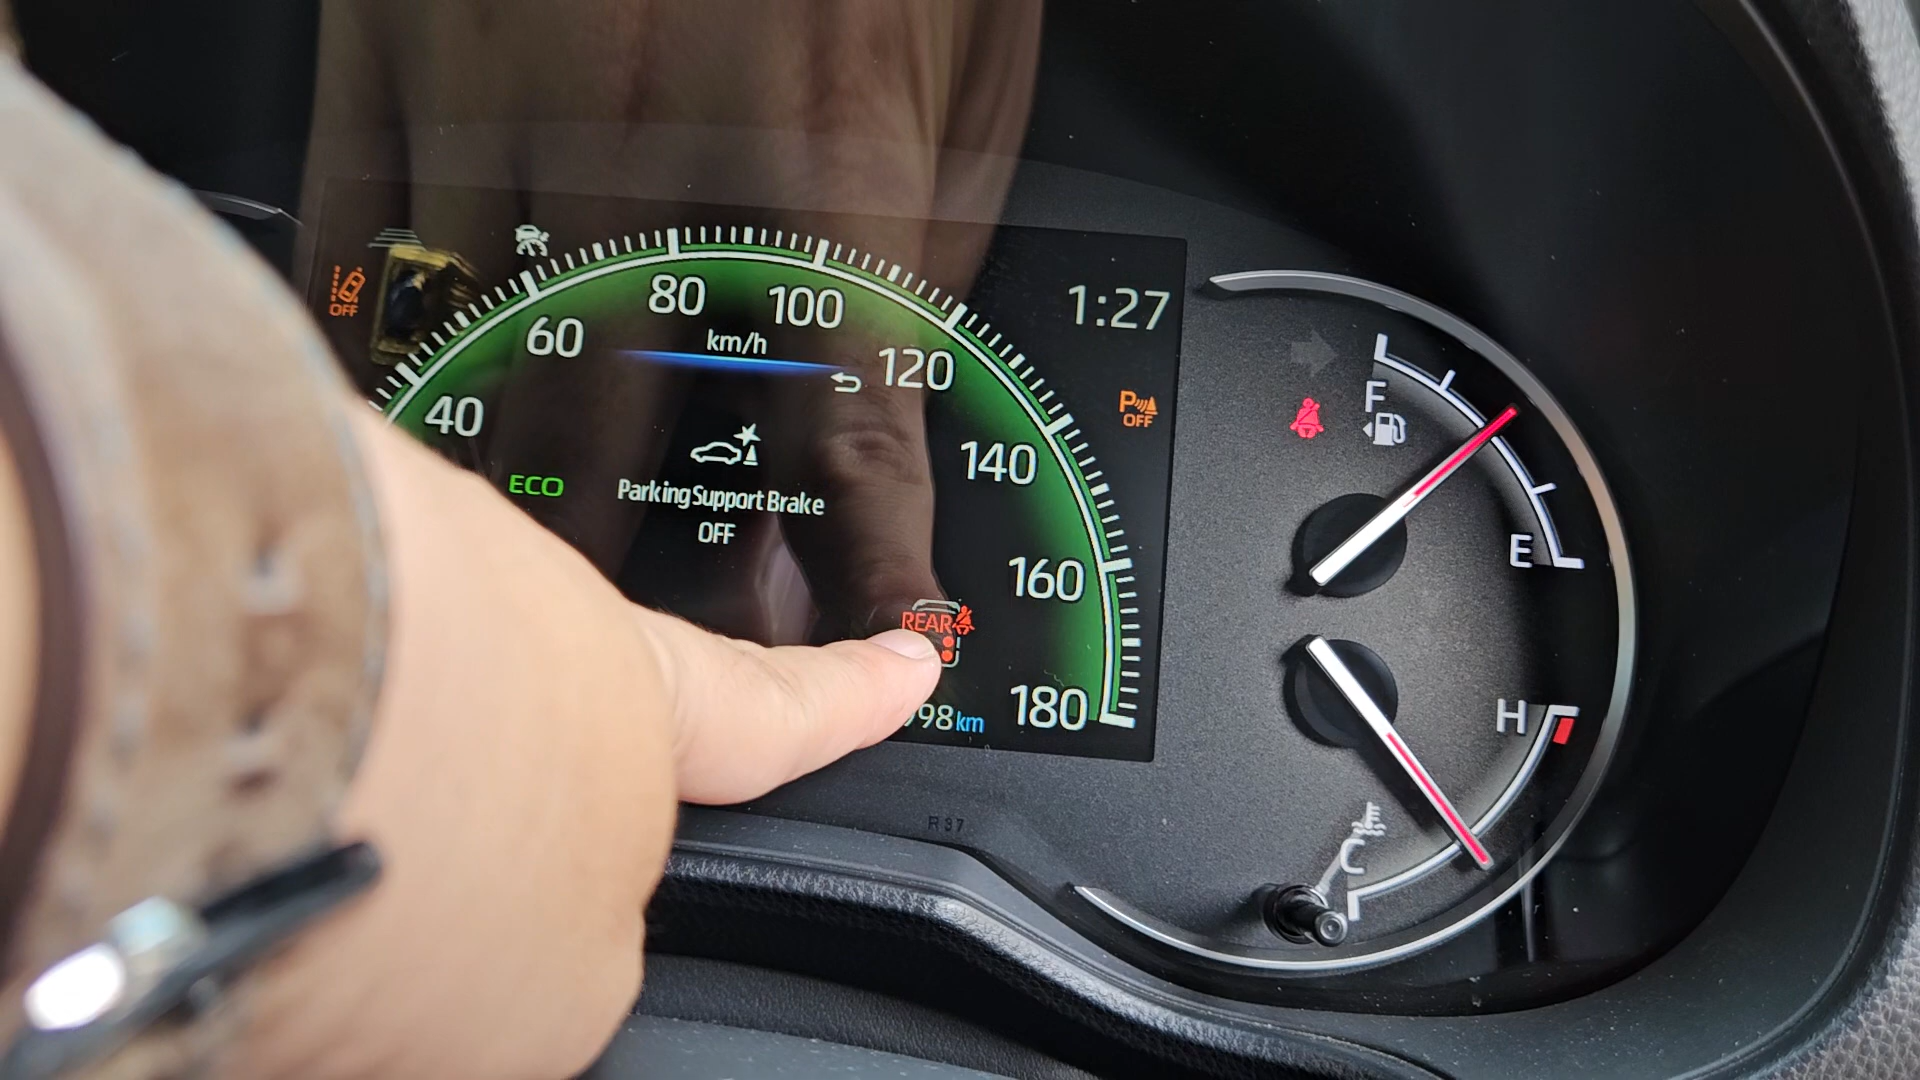 OFF
40
60
80
100
120
140
160
180
km/h
1:27
P
OFF
ECO
Parking Support Brake
OFF
REAR
98 km
F
E
H
C
R 37